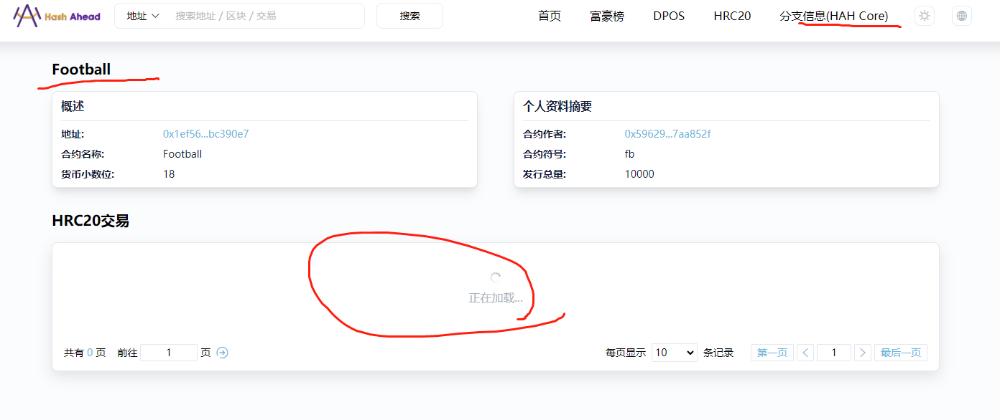 Hash Ahead 地址 搜索地址 / 区块 / 交易 搜索 首页 富豪榜 DPOS HRC20 分支信息(HAH Core)
Football
概述
地址: 0x1ef56...bc390e7
合约名称: Football
货币小数位: 18
个人资料摘要
合约作者: 0x59629...7aa852f
合约符号: fb
发行总量: 10000
HRC20交易
正在加载...
共有 0 页 前往 1 页 每页显示 10 条记录 第一页 < 1 > 最后一页